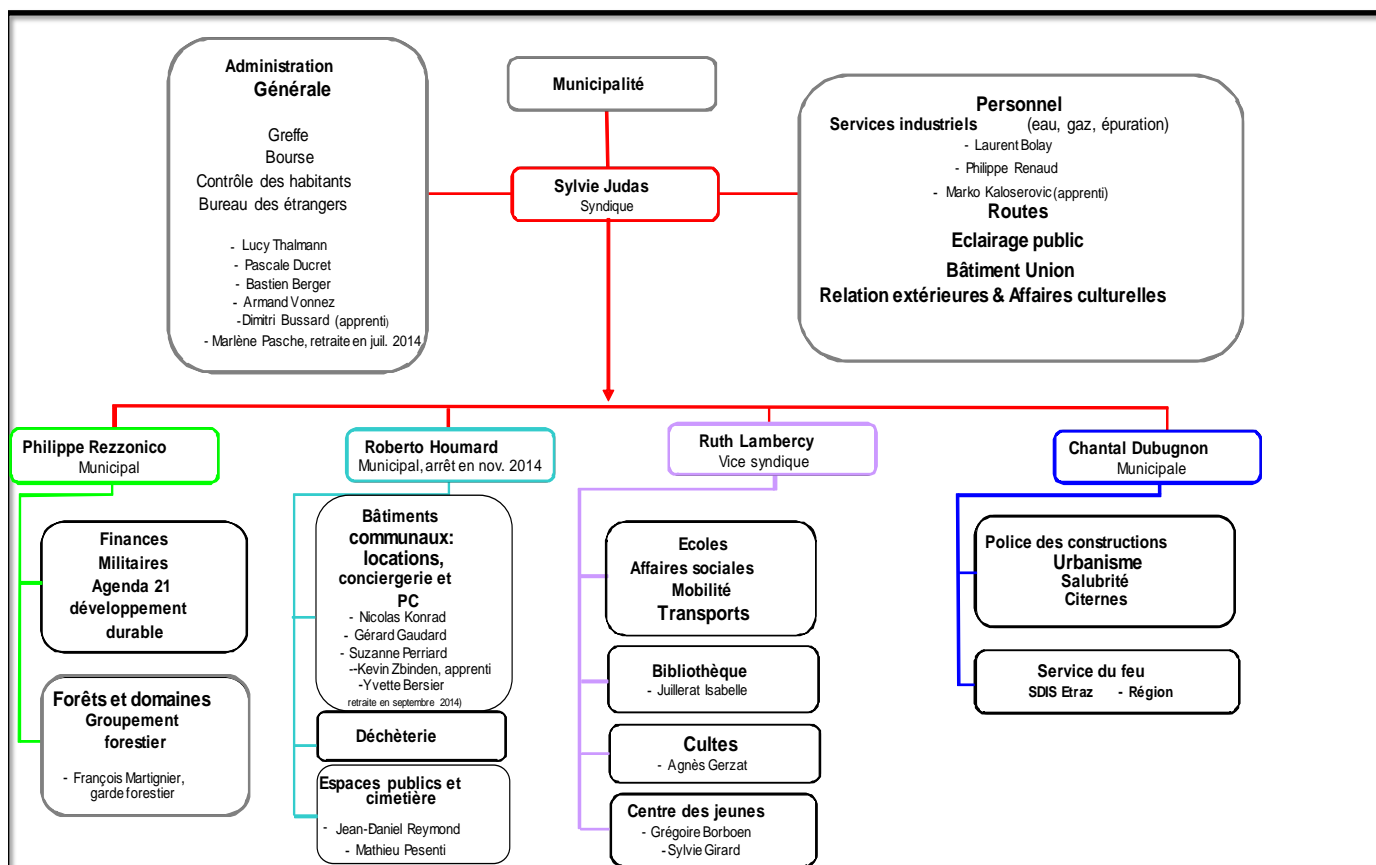 Administration
Générale
Greffe
Bourse
Contrôle des habitants
Bureau des étrangers
- Lucy Thalmann
- Pascale Ducret
- Bastien Berger
- Armand Vonnez
-Dimitri Bussard (apprenti)
- Marlène Pasche, retraite en juil. 2014
Municipalité
Sylvie Judas
Syndique
Personnel
Services industriels (eau, gaz, épuration)
- Laurent Bolay
- Philippe Renaud
- Marko Kaloserovic (apprenti)
Routes
Eclairage public
Bâtiment Union
Relation extérieures & Affaires culturelles
Philippe Rezzonico
Municipal
Finances
Militaires
Agenda 21
développement
durable
Forêts et domaines
Groupement
forestier
- François Martignier,
garde forestier
Roberto Houmard
Municipal, arrêt en nov. 2014
Bâtiments
communaux:
locations,
conciergerie et
PC
- Nicolas Konrad
- Gérard Gaudard
- Suzanne Perriard
--Kevin Zbinden, apprenti
-Yvette Bersier
retraite en septembre 2014)
Déchèterie
Espaces publics et
cimetière
- Jean-Daniel Reymond
- Mathieu Pesenti
Ruth Lambercy
Vice syndique
Ecoles
Affaires sociales
Mobilité
Transports
Bibliothèque
- Juillerat Isabelle
Cultes
- Agnès Gerzat
Centre des jeunes
- Grégoire Borboen
- Sylvie Girard
Chantal Dubugnon
Municipale
Police des constructions
Urbanisme
Salubrité
Citernes
Service du feu
SDIS Etraz - Région